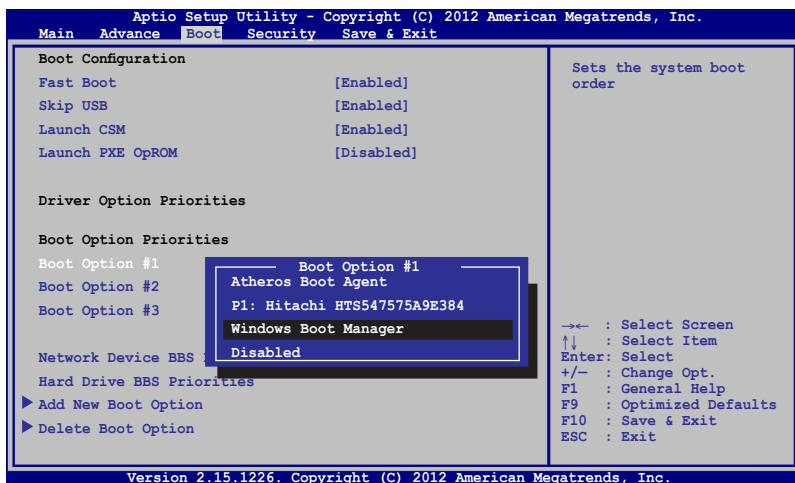 Aptio Setup Utility - Copyright (C) 2012 American Megatrends, Inc.
Main Advance Boot Security Save & Exit
Boot Configuration
Fast Boot [Enabled]
Skip USB [Enabled]
Launch CSM [Enabled]
Launch PXE OpROM [Disabled]
Driver Option Priorities
Boot Option Priorities
Boot Option #1
Boot Option #2
Boot Option #3
Network Device BBS
Hard Drive BBS Priorities
Add New Boot Option
Delete Boot Option
Boot Option #1
Atheros Boot Agent
P1: Hitachi HTS547575A9E384
Windows Boot Manager
Disabled
Sets the system boot
order
→← : Select Screen
↑↓ : Select Item
Enter: Select
+/— : Change Opt.
F1 : General Help
F9 : Optimized Defaults
F10 : Save & Exit
ESC : Exit
Version 2.15.1226. Copyright (C) 2012 American Megatrends, Inc.